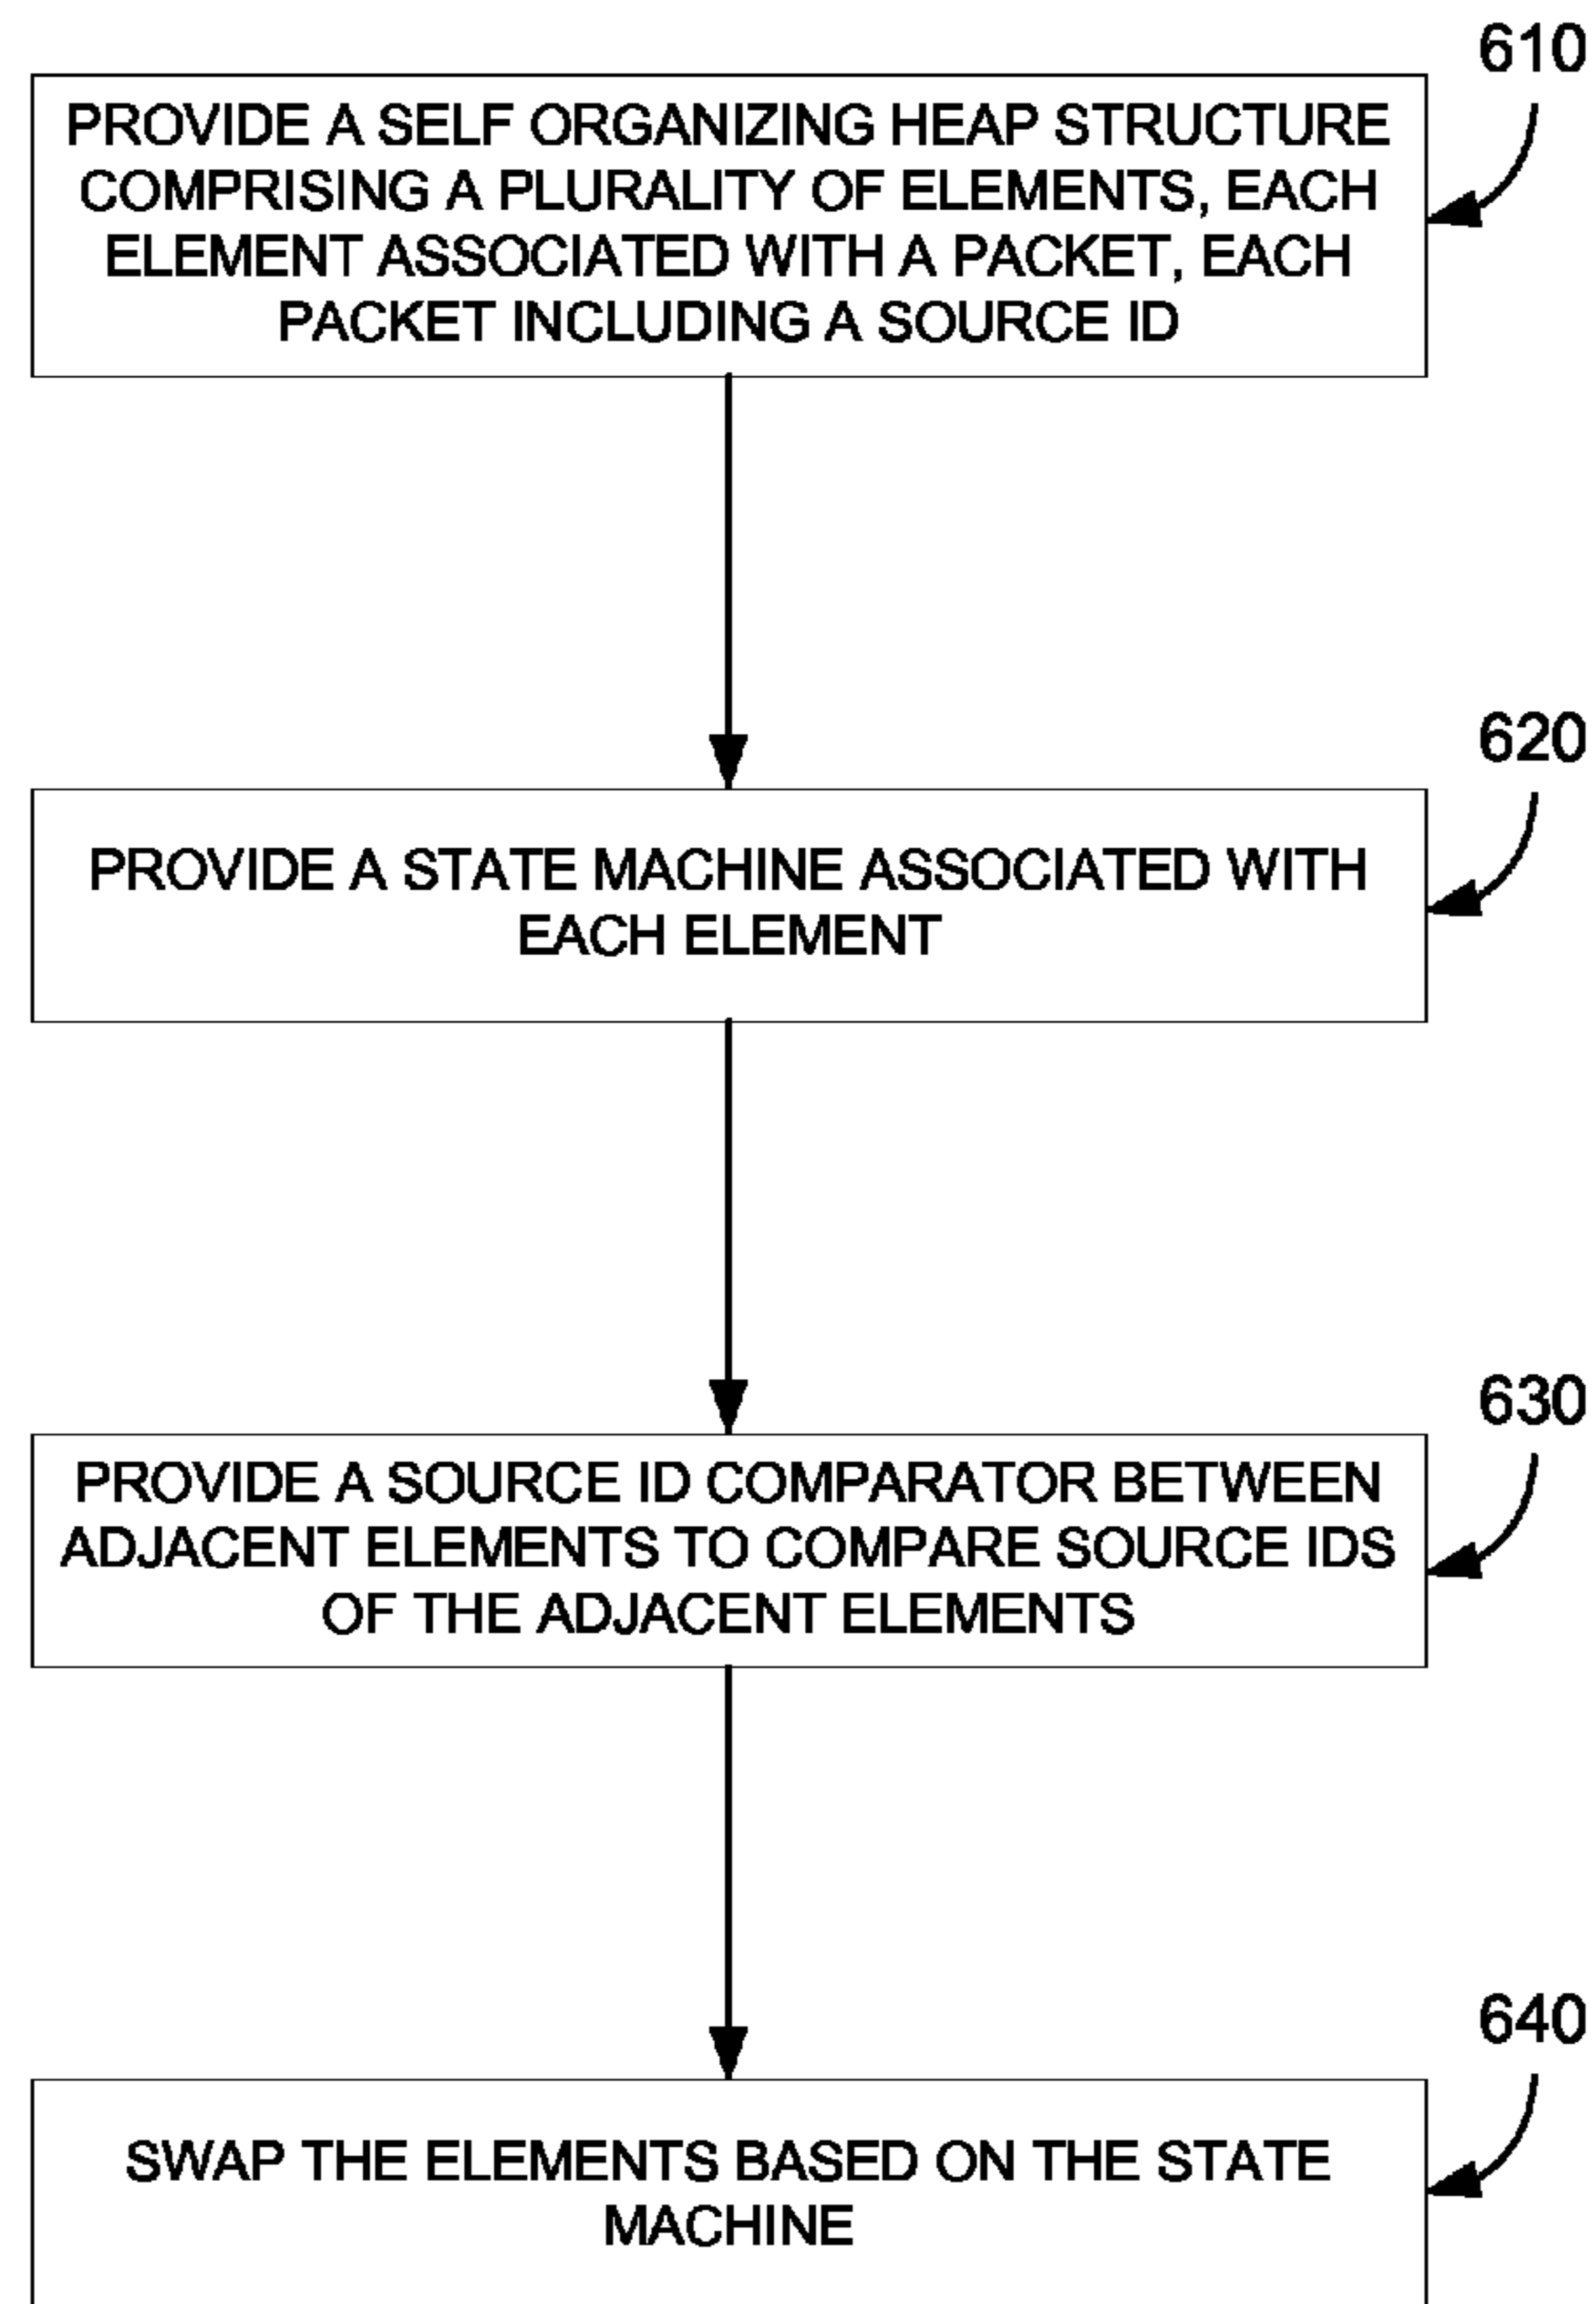 610
PROVIDE A SELF ORGANIZING HEAP STRUCTURE
COMPRISING A PLURALITY OF ELEMENTS, EACH
ELEMENT ASSOCIATED WITH A PACKET, EACH
PACKET INCLUDING A SOURCE ID
620
PROVIDE A STATE MACHINE ASSOCIATED WITH
EACH ELEMENT
630
PROVIDE A SOURCE ID COMPARATOR BETWEEN
ADJACENT ELEMENTS TO COMPARE SOURCE IDS
OF THE ADJACENT ELEMENTS
640
SWAP THE ELEMENTS BASED ON THE STATE
MACHINE